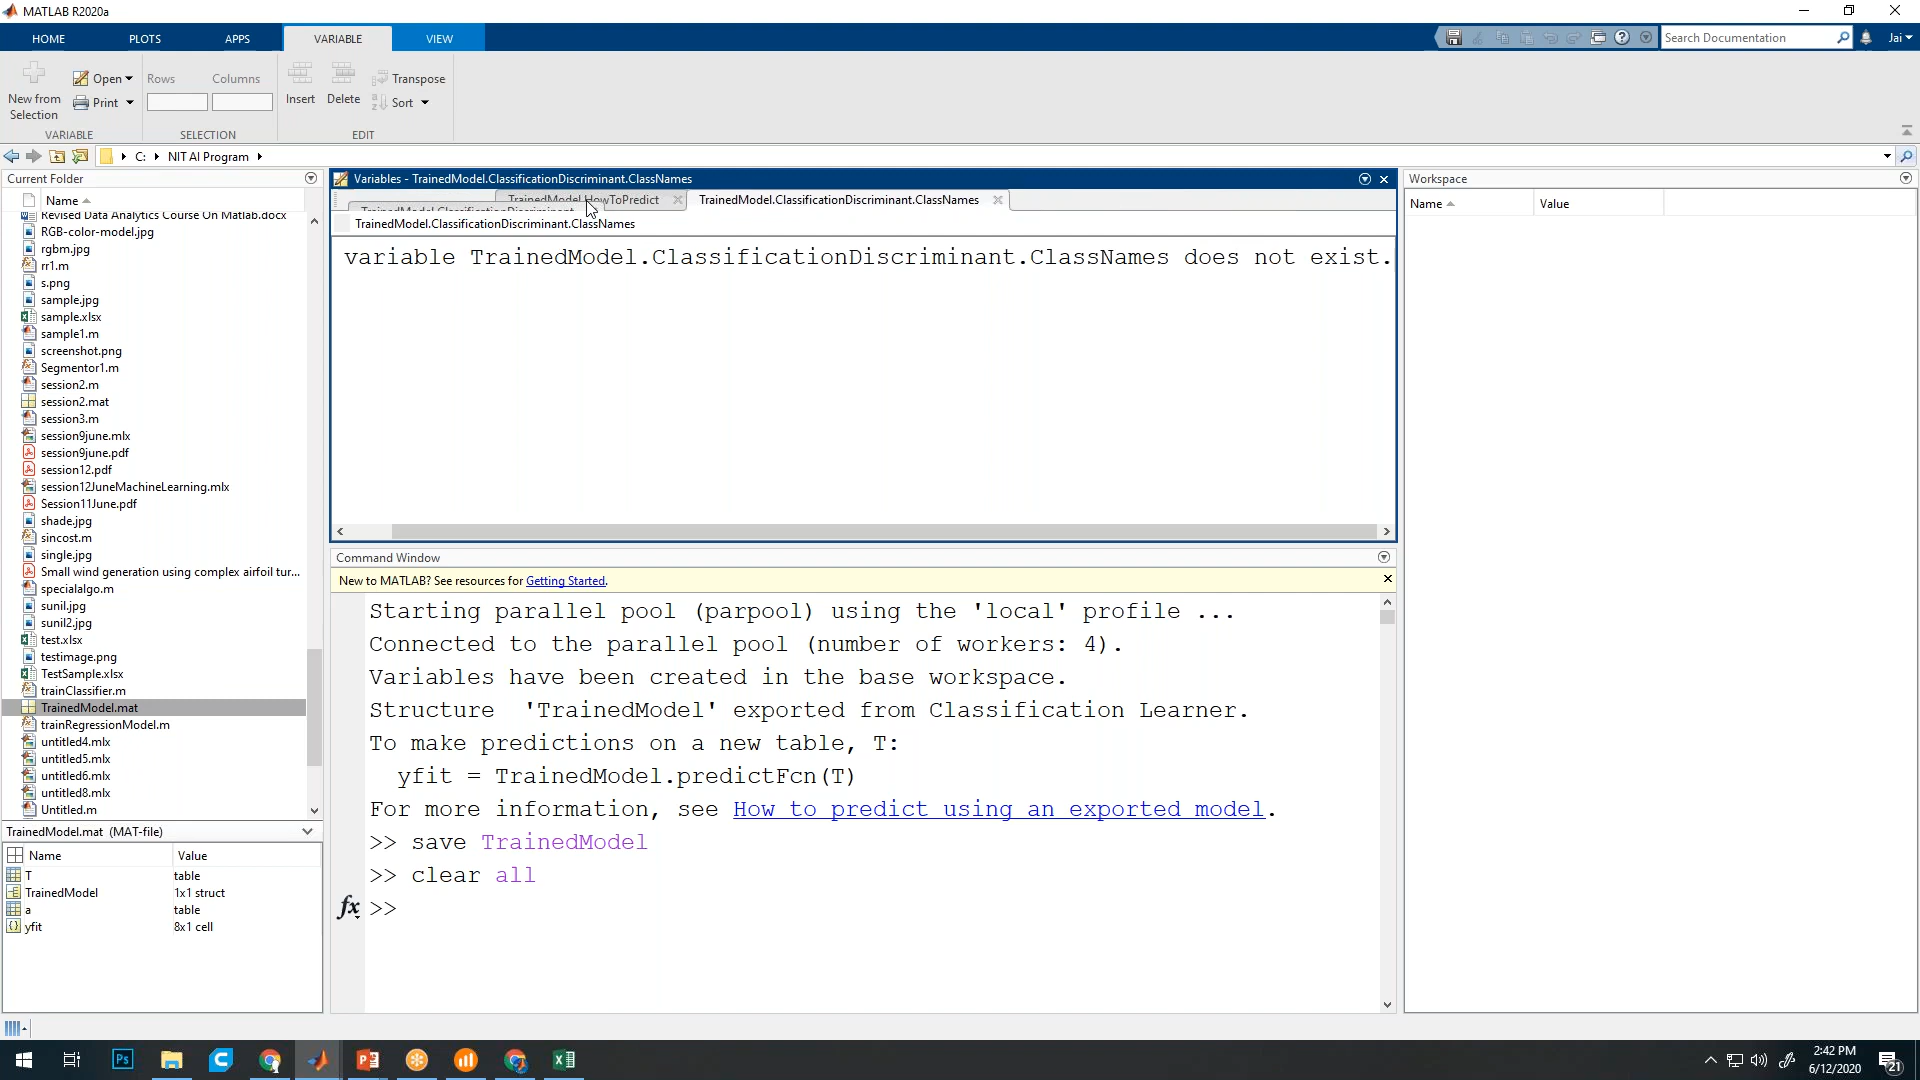 MATLAB R2020a
HOME
PLOTS
APPS
VARIABLE
VIEW
Search Documentation
Jai
New from
Selection
Open
Print
Rows
Columns
Insert
Delete
Transpose
Sort
VARIABLE
SELECTION
EDIT
C:
NIT AI Program
Current Folder
Name
Revised Data Analytics Course On Matlab.docx
RGB-color-model.jpg
rgbm.jpg
rr1.m
s.png
sample.jpg
sample.xlsx
sample1.m
screenshot.png
Segmentor1.m
session2.m
session2.mat
session3.m
session9june.mlx
session9june.pdf
session12.pdf
session12JuneMachineLearning.mlx
Session11June.pdf
shade.jpg
sincost.m
single.jpg
Small wind generation using complex airfoil tur...
specialalgo.m
sunil.jpg
sunil2.jpg
test.xlsx
testimage.png
TestSample.xlsx
trainClassifier.m
TrainedModel.mat
trainRegressionModel.m
untitled4.mlx
untitled5.mlx
untitled6.mlx
untitled8.mlx
Untitled.m
TrainedModel.mat (MAT-file)
Name Value
T table
TrainedModel 1x1 struct
a table
yfit 8x1 cell
Variables - TrainedModel.ClassificationDiscriminant.ClassNames
TrainedModel.HowToPredict
TrainedModel.ClassificationDiscriminant.ClassNames
TrainedModel.ClassificationDiscriminant
TrainedModel.ClassificationDiscriminant.ClassNames
variable TrainedModel.ClassificationDiscriminant.ClassNames does not exist.
Command Window
New to MATLAB? See resources for Getting Started.
Starting parallel pool (parpool) using the 'local' profile ...
Connected to the parallel pool (number of workers: 4).
Variables have been created in the base workspace.
Structure 'TrainedModel' exported from Classification Learner.
To make predictions on a new table, T:
yfit = TrainedModel.predictFcn(T)
For more information, see How to predict using an exported model.
>> save TrainedModel
>> clear all
fx >>
Workspace
Name Value
2:42 PM
6/12/2020
21